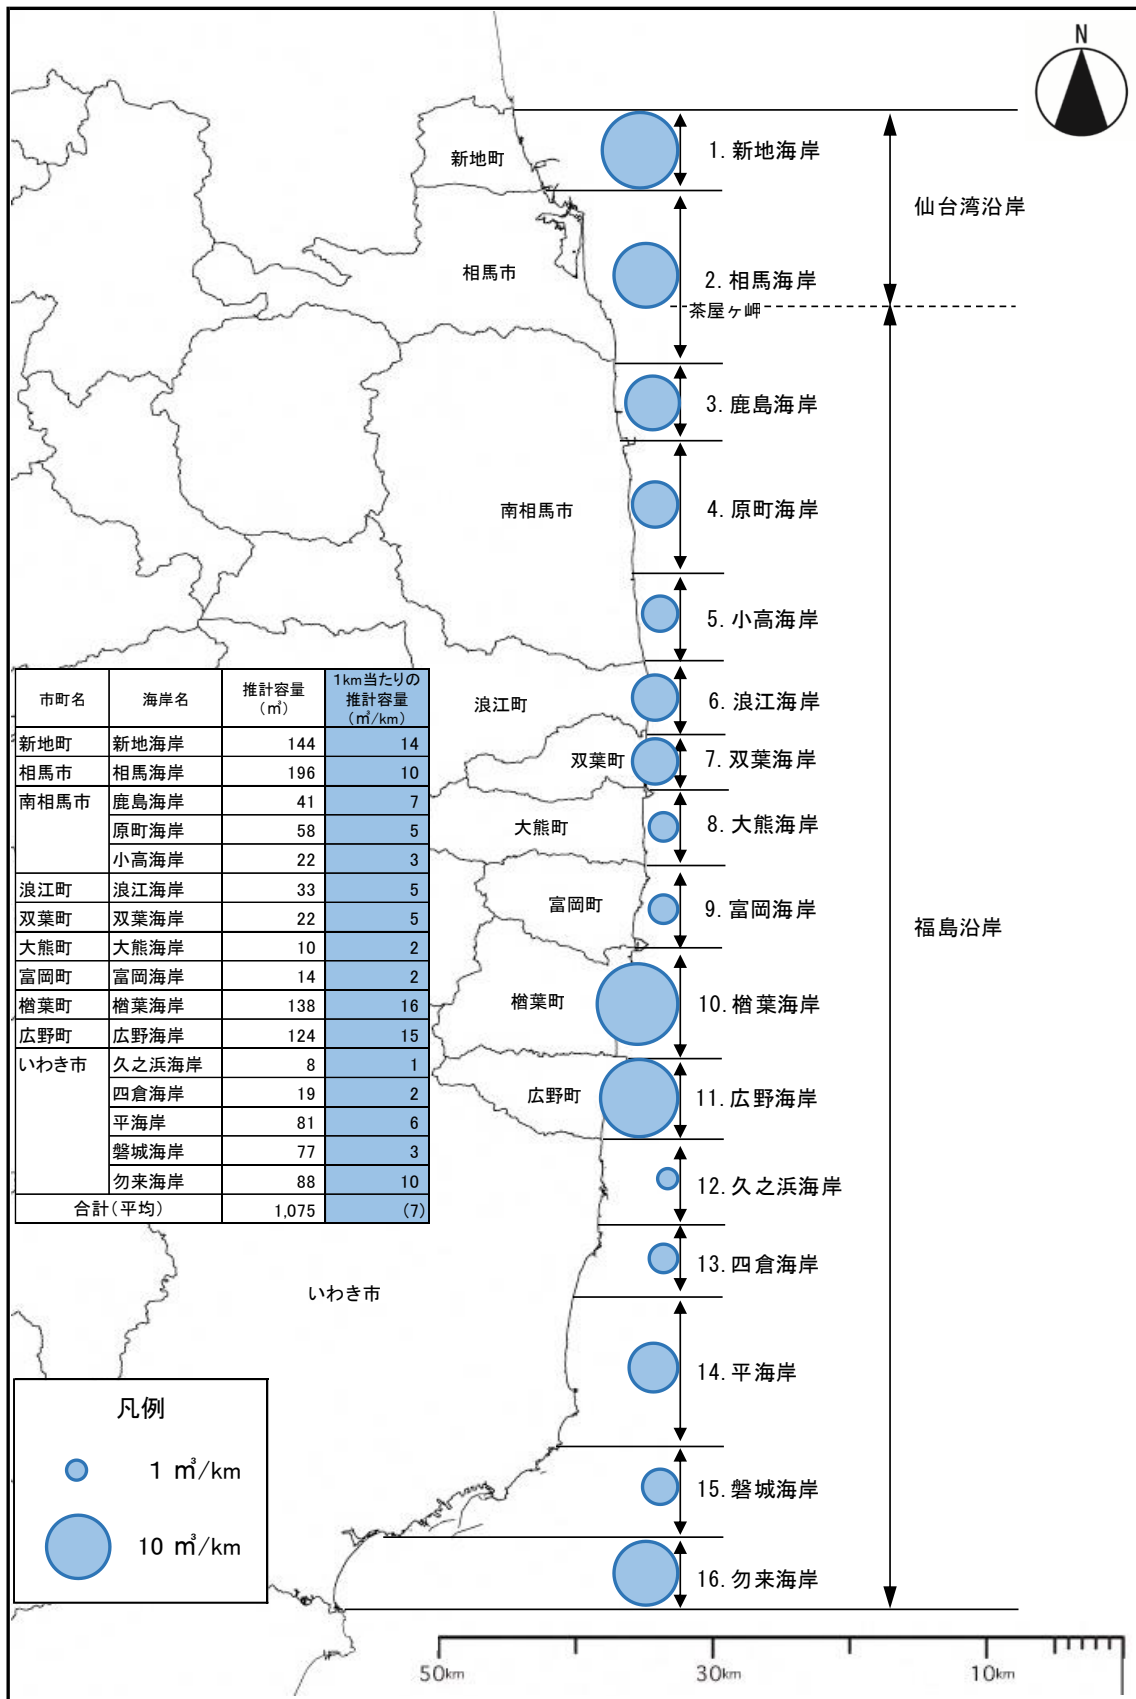 N
1. 新地海岸
新地町
仙台湾沿岸
相馬市
2. 相馬海岸
茶屋ヶ岬
3. 鹿島海岸
南相馬市
4. 原町海岸
5. 小高海岸
浪江町
6. 浪江海岸
双葉町
7. 双葉海岸
大熊町
8. 大熊海岸
富岡町
9. 富岡海岸
福島沿岸
楢葉町
10. 楢葉海岸
広野町
11. 広野海岸
12. 久之浜海岸
13. 四倉海岸
いわき市
14. 平海岸
15. 磐城海岸
16. 勿来海岸
市町名 海岸名 推計容量(㎥) 1km当たりの推計容量(㎥/km)
新地町 新地海岸 144 14
相馬市 相馬海岸 196 10
南相馬市 鹿島海岸 41 7
原町海岸 58 5
小高海岸 22 3
浪江町 浪江海岸 33 5
双葉町 双葉海岸 22 5
大熊町 大熊海岸 10 2
富岡町 富岡海岸 14 2
楢葉町 楢葉海岸 138 16
広野町 広野海岸 124 15
いわき市 久之浜海岸 8 1
四倉海岸 19 2
平海岸 81 6
磐城海岸 77 3
勿来海岸 88 10
合計(平均) 1,075 (7)
凡例
1 ㎥/km
10 ㎥/km
50km 30km 10km